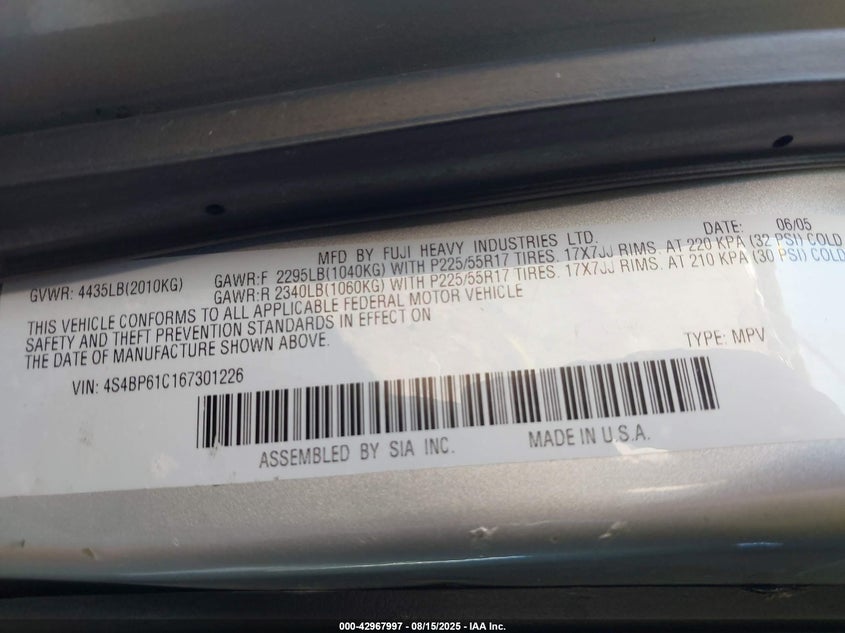 MFD BY FUJI HEAVY INDUSTRIES LTD. DATE: 06/05
GVWR: 4435LB(2010KG) GAWR:F 2295LB(1040KG) WITH P225/55R17 TIRES. 17X7JJ RIMS. AT 220 KPA (32 PSI) COLD
GAWR:R 2340LB(1060KG) WITH P225/55R17 TIRES. 17X7JJ RIMS. AT 210 KPA (30 PSI) COLD
THIS VEHICLE CONFORMS TO ALL APPLICABLE FEDERAL MOTOR VEHICLE
SAFETY AND THEFT PREVENTION STANDARDS IN EFFECT ON
THE DATE OF MANUFACTURE SHOWN ABOVE.
TYPE: MPV
VIN: 4S4BP61C167301226
ASSEMBLED BY SIA INC. MADE IN U.S.A.
000-42967997 - 08/15/2025 - IAA Inc.